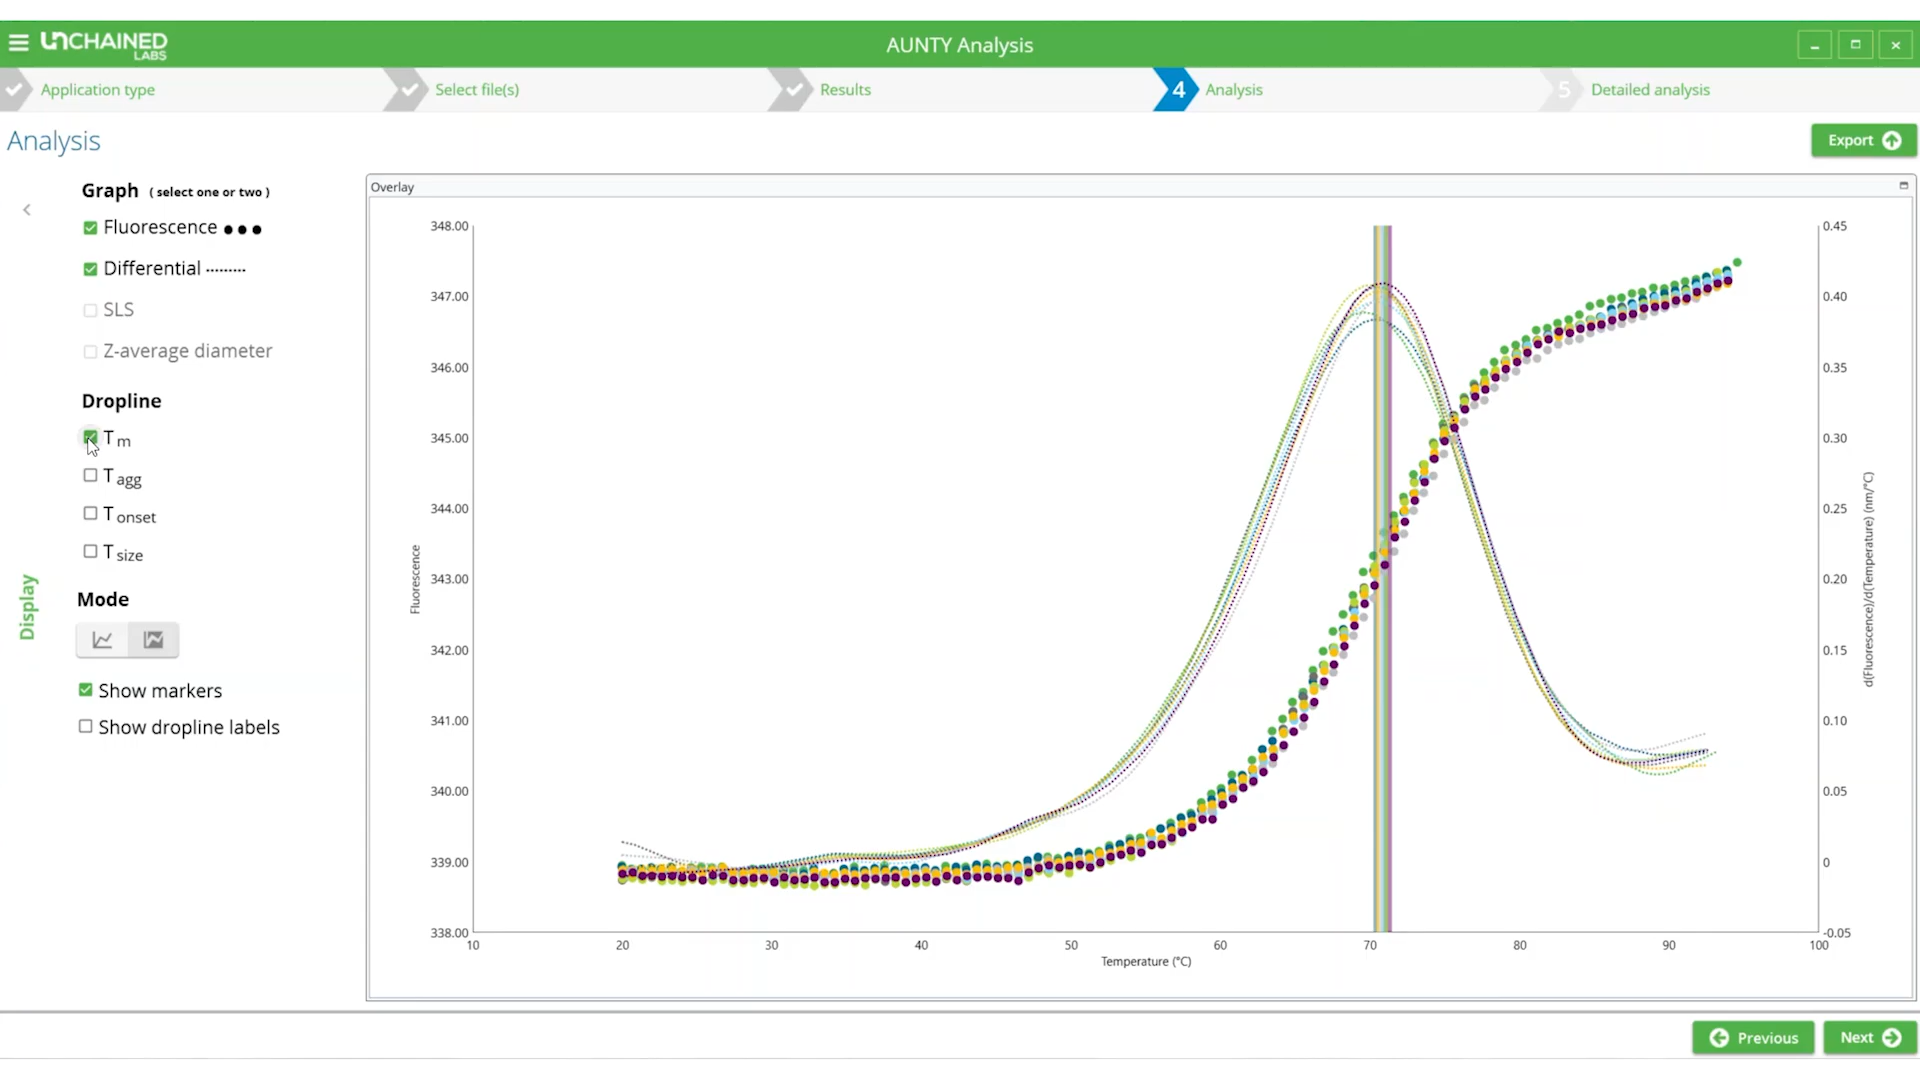 UNCHAINED LABS
AUNTY Analysis
Application type
Select file(s)
Results
4 Analysis
5 Detailed analysis
Analysis
Export
Graph ( select one or two )
Fluorescence
Differential
SLS
Z-average diameter
Dropline
T m
T agg
T onset
T size
Mode
Show markers
Show dropline labels
Display
Overlay
348.00
347.00
346.00
345.00
344.00
343.00
342.00
341.00
340.00
339.00
338.00
Fluorescence
10 20 30 40 50 60 70 80 90 100
Temperature (°C)
0.45
0.40
0.35
0.30
0.25
0.20
0.15
0.10
0.05
0
-0.05
d(Fluorescence)/d(Temperature) (nm/°C)
Previous
Next